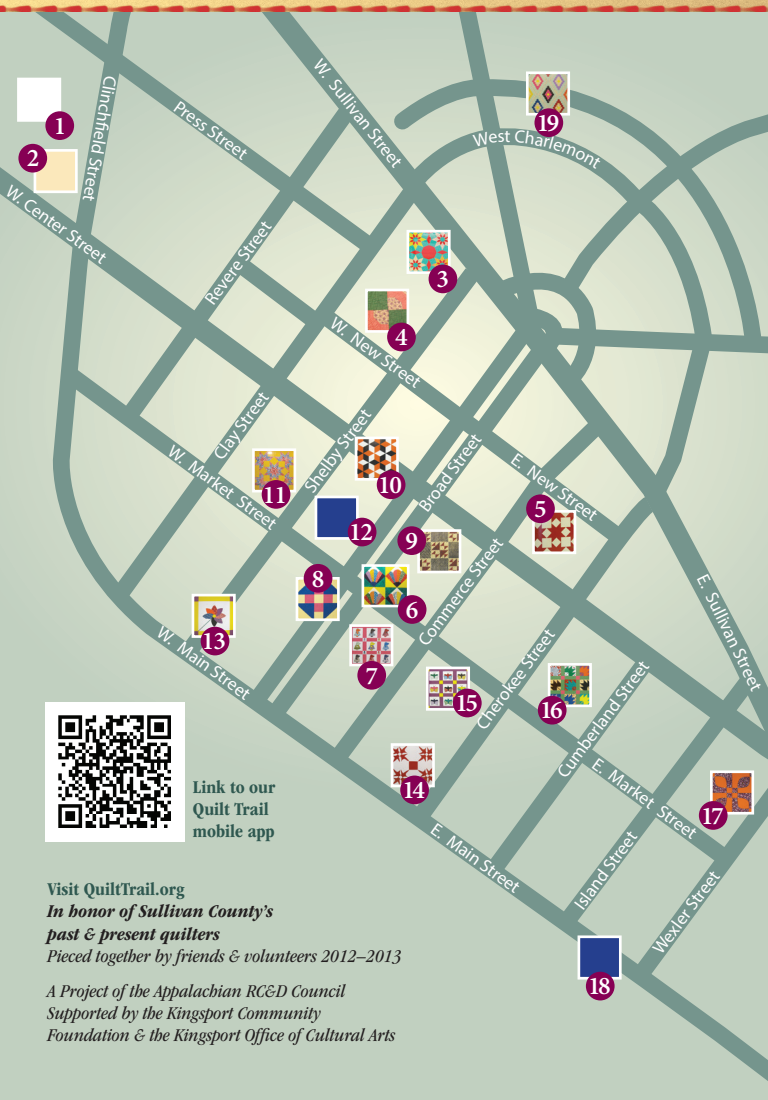 Clinchfield Street
Press Street
W. Sullivan Street
West Charlemont
19
1
2
W. Center Street
Revere Street
3
4
W. New Street
Clay Street
Shelby Street
Broad Street
E. New Street
W. Market Street
11
10
12
9
5
8
6
Commerce Street
7
13
W. Main Street
15
Cherokee Street
16
Cumberland Street
E. Sullivan Street
14
E. Market Street
17
E. Main Street
Island Street
Wexler Street
18
Link to our
Quilt Trail
mobile app
Visit QuiltTrail.org
In honor of Sullivan County’s
past & present quilters
Pieced together by friends & volunteers 2012–2013
A Project of the Appalachian RC&D Council
Supported by the Kingsport Community
Foundation & the Kingsport Office of Cultural Arts